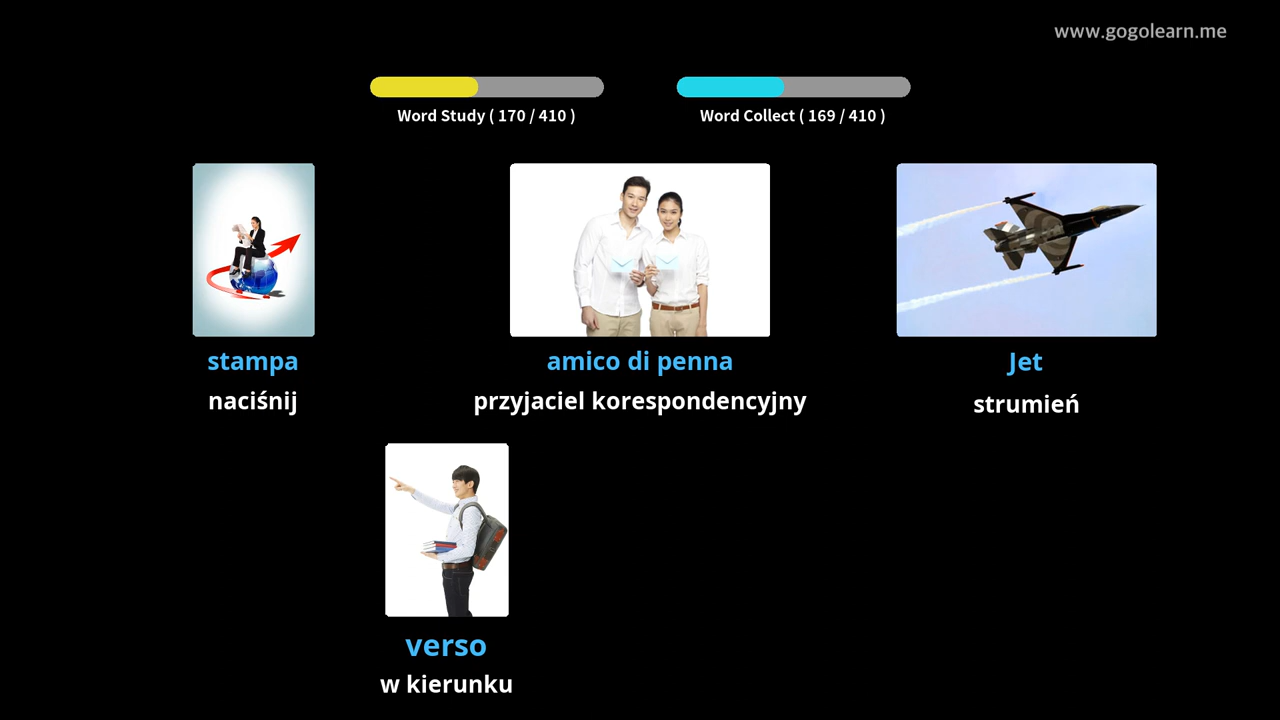 www.gogolearn.me
Word Study ( 170 / 410 )
Word Collect ( 169 / 410 )
stampa
naciśnij
amico di penna
przyjaciel korespondencyjny
Jet
strumień
verso
w kierunku